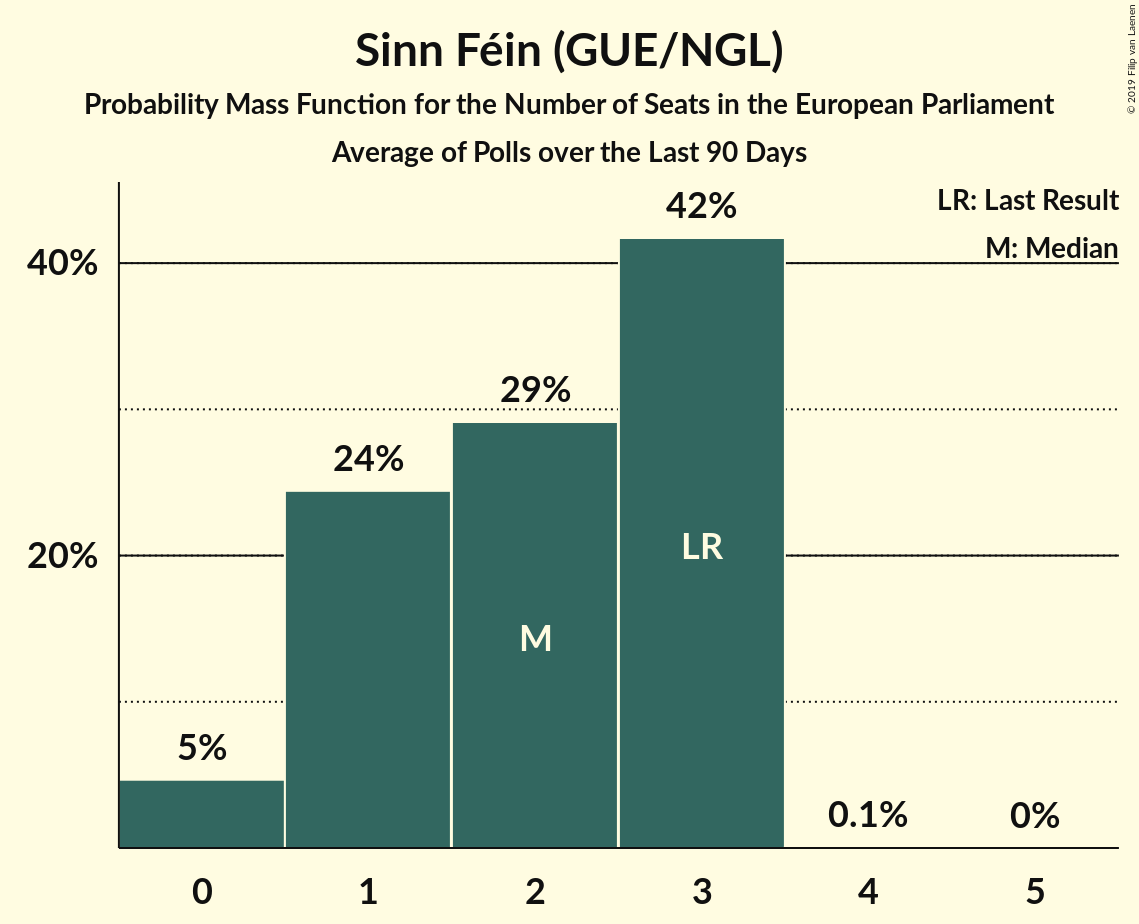 Sinn Féin (GUE/NGL)
Probability Mass Function for the Number of Seats in the European Parliament
Average of Polls over the Last 90 Days
© 2019 Filip van Laenen
LR: Last Result
M: Median
42%
40%
29%
24%
20%
LR
M
5%
0.1%
0%
0 1 2 3 4 5